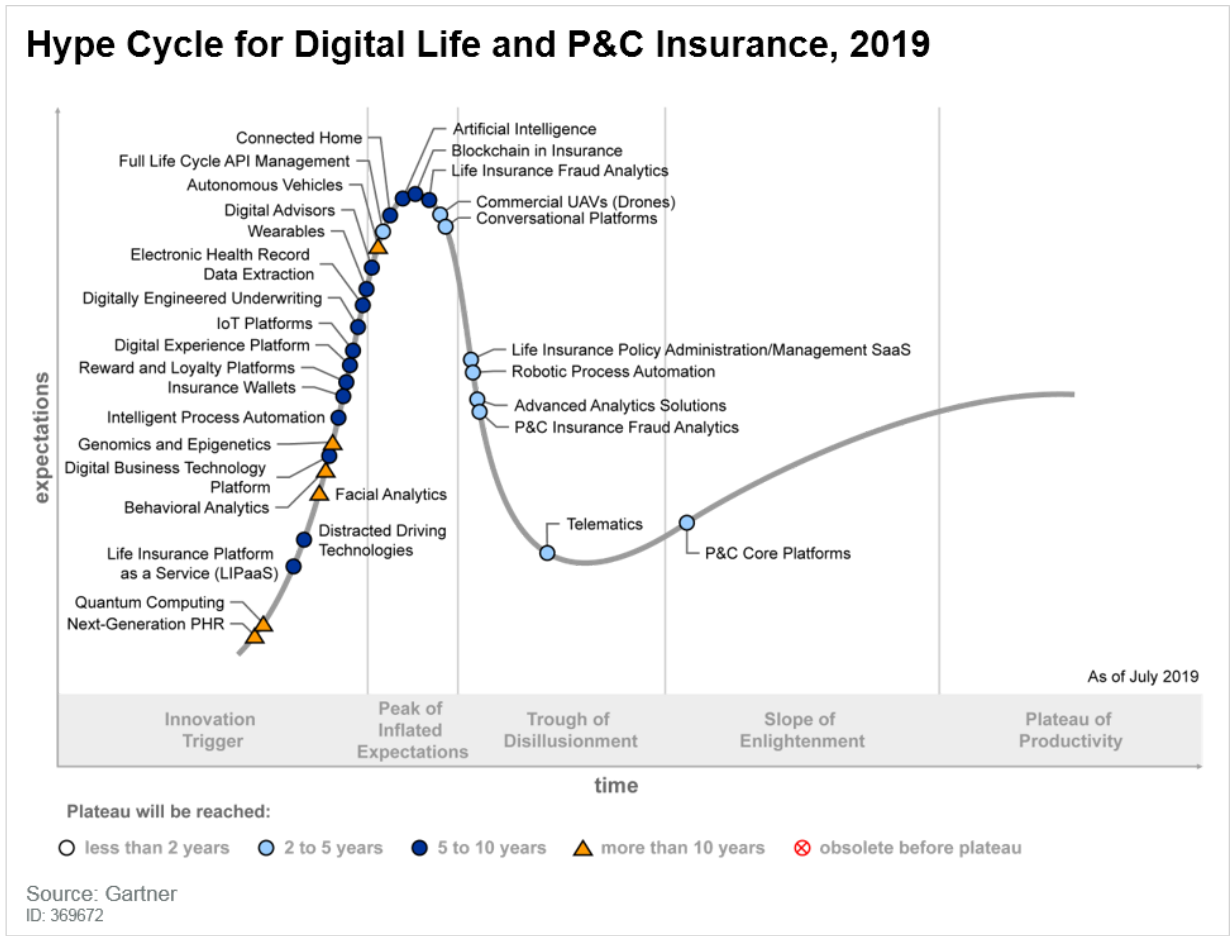 Hype Cycle for Digital Life and P&C Insurance, 2019
expectations
Connected Home
Full Life Cycle API Management
Autonomous Vehicles
Digital Advisors
Wearables
Electronic Health Record
Data Extraction
Digitally Engineered Underwriting
IoT Platforms
Digital Experience Platform
Reward and Loyalty Platforms
Insurance Wallets
Intelligent Process Automation
Genomics and Epigenetics
Digital Business Technology
Platform
Behavioral Analytics
Life Insurance Platform
as a Service (LIPaaS)
Quantum Computing
Next-Generation PHR
Facial Analytics
Distracted Driving
Technologies
Artificial Intelligence
Blockchain in Insurance
Life Insurance Fraud Analytics
Commercial UAVs (Drones)
Conversational Platforms
Life Insurance Policy Administration/Management SaaS
Robotic Process Automation
Advanced Analytics Solutions
P&C Insurance Fraud Analytics
Telematics
P&C Core Platforms
As of July 2019
Innovation
Trigger
Peak of
Inflated
Expectations
Trough of
Disillusionment
Slope of
Enlightenment
Plateau of
Productivity
time
Plateau will be reached:
less than 2 years
2 to 5 years
5 to 10 years
more than 10 years
obsolete before plateau
Source: Gartner
ID: 369672